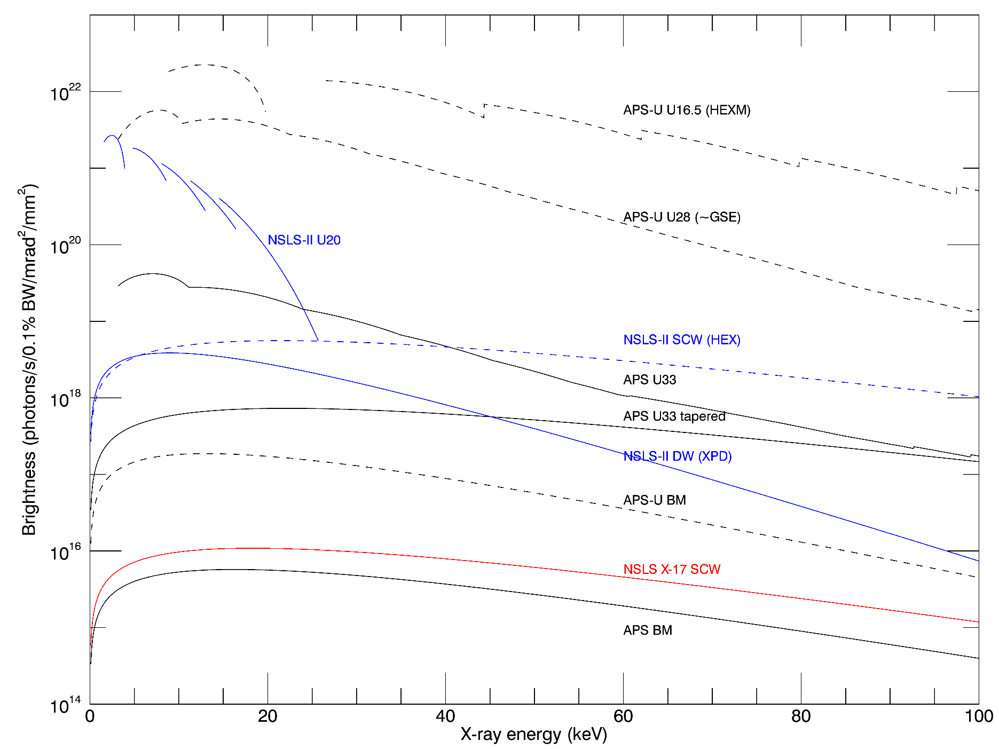 10^22
APS-U U16.5 (HEXM)
APS-U U28 (~GSE)
NSLS-II U20
10^20
NSLS-II SCW (HEX)
APS U33
10^18
APS U33 tapered
NSLS-II DW (XPD)
APS-U BM
10^16
NSLS X-17 SCW
APS BM
10^14
0 20 40 60 80 100
X-ray energy (keV)
Brightness (photons/s/0.1% BW/mrad^2/mm^2)